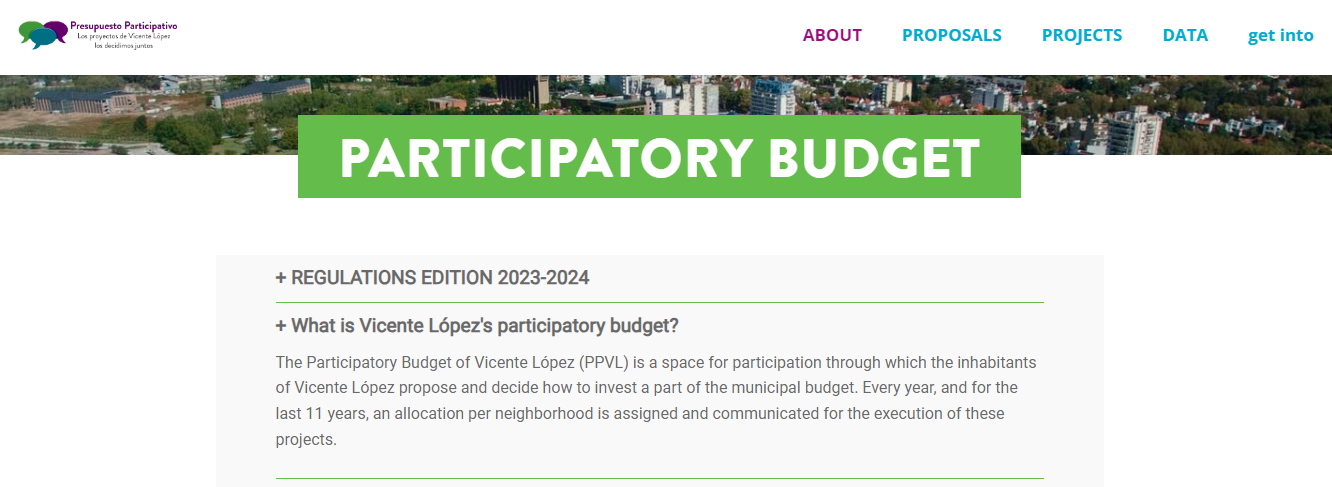 Presupuesto Participativo
Los proyectos de Vicente López
los decidimos juntos
ABOUT PROPOSALS PROJECTS DATA get into
PARTICIPATORY BUDGET
+ REGULATIONS EDITION 2023-2024
+ What is Vicente López's participatory budget?
The Participatory Budget of Vicente López (PPVL) is a space for participation through which the inhabitants
of Vicente López propose and decide how to invest a part of the municipal budget. Every year, and for the
last 11 years, an allocation per neighborhood is assigned and communicated for the execution of these
projects.